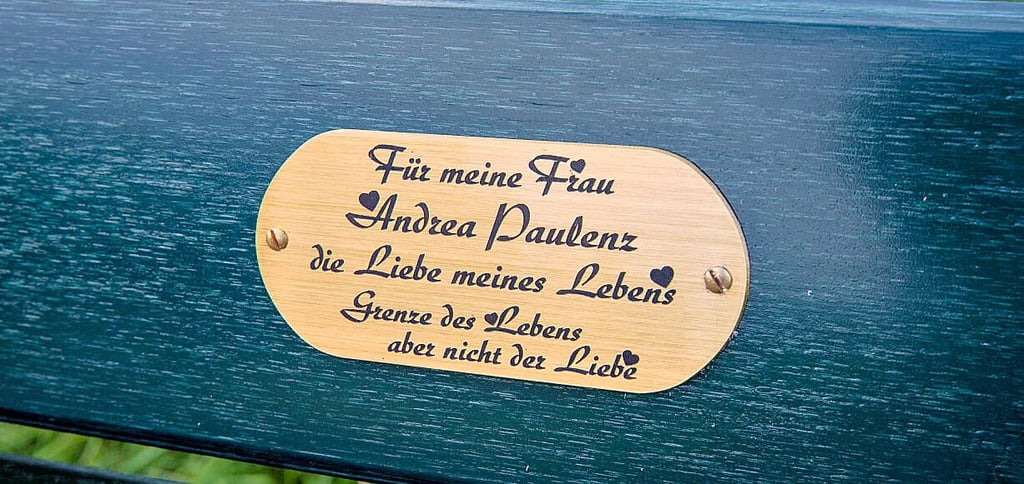 Für meine Frau
Andrea Paulenz
die Liebe meines Lebens
Grenze des Lebens
aber nicht der Liebe